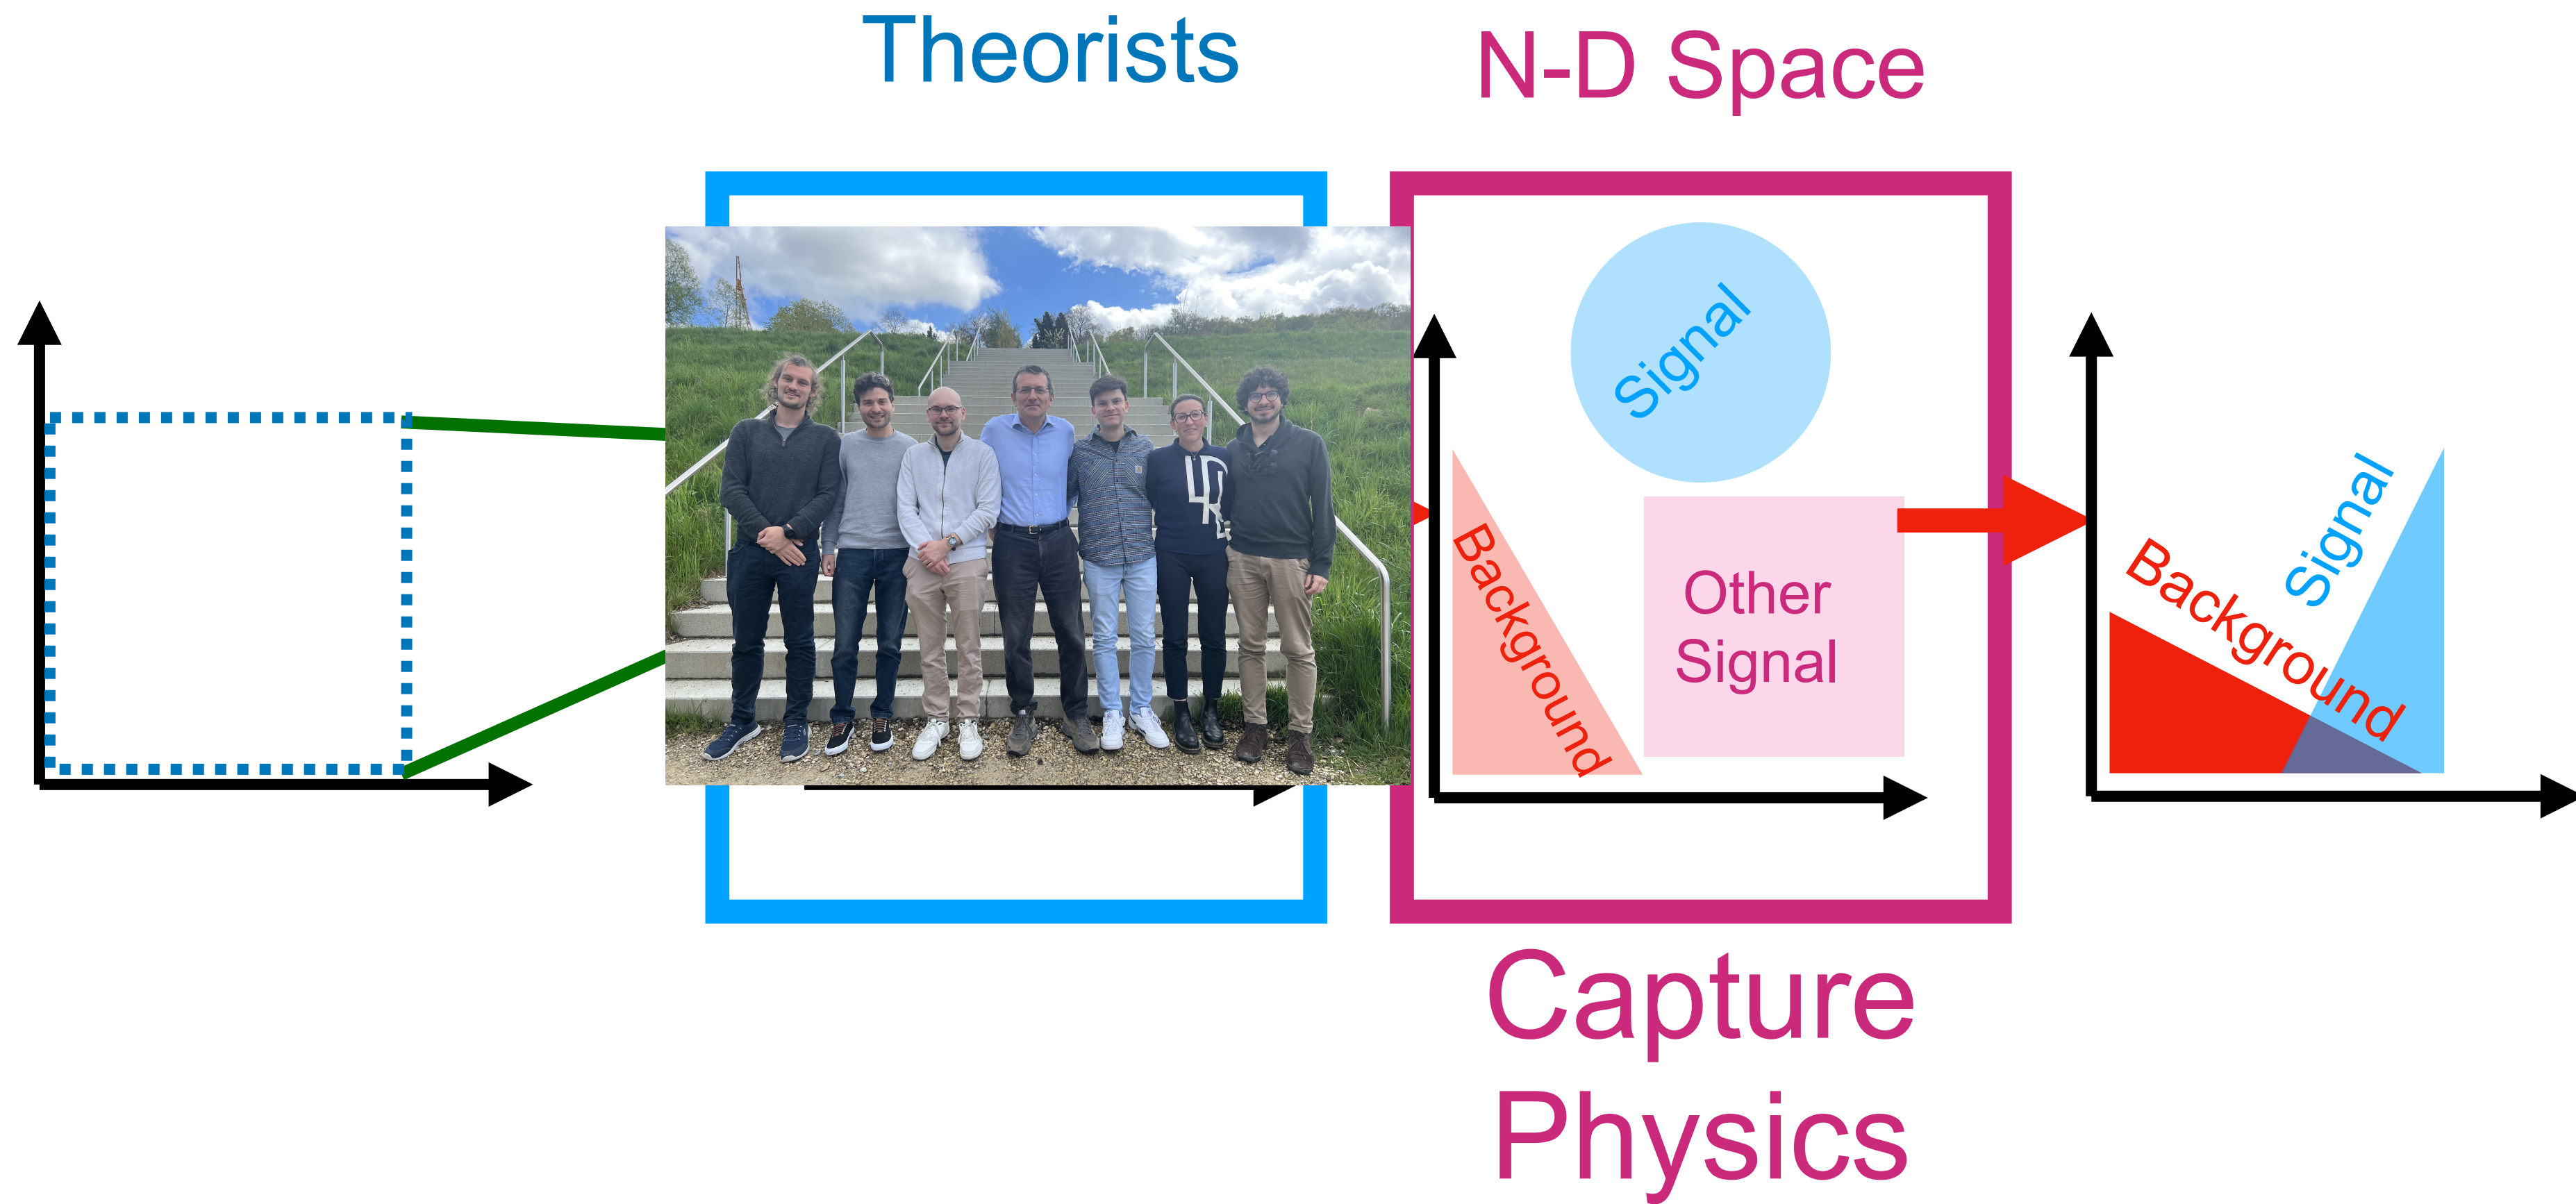 Theorists
N-D Space
Signal
Background
Other
Signal
Background
Signal
Capture
Physics